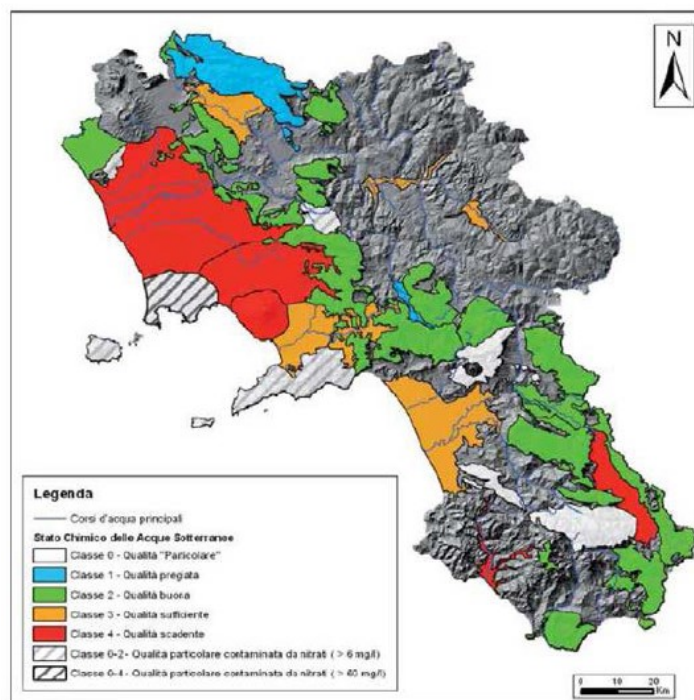 N
Legenda
Corsi d'acqua principali
Stato Chimico delle Acque Sotterranee
Classe 0 - Qualità "Particolare"
Classe 1 - Qualità pregiata
Classe 2 - Qualità buona
Classe 3 - Qualità sufficiente
Classe 4 - Qualità scadente
Classe 0-2 - Qualità particolare contaminata da nitrati ( > 6 mg/l)
Classe 0-4 - Qualità particolare contaminata da nitrati ( > 60 mg/l)
0 10 20
Km